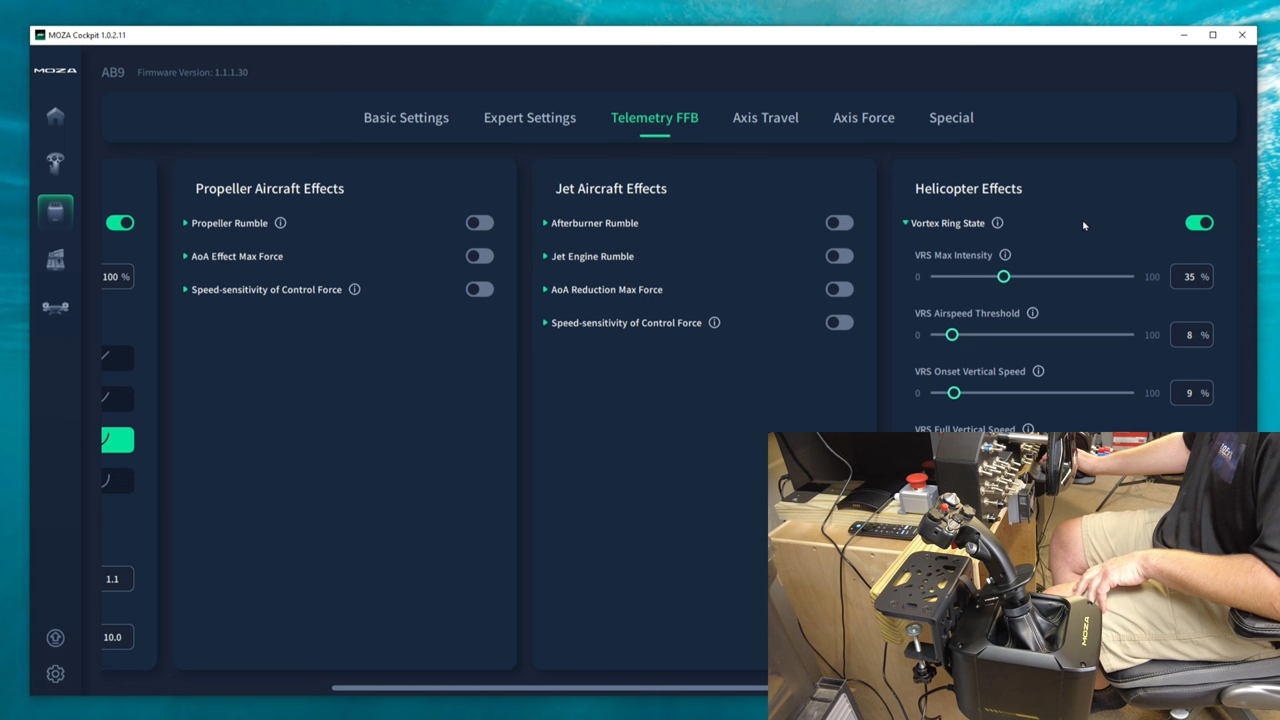 MOZA Cockpit 1.0.2.11
MOZA
AB9 Firmware Version: 1.1.1.30
Basic Settings Expert Settings Telemetry FFB Axis Travel Axis Force Special
Propeller Aircraft Effects
Propeller Rumble
AoA Effect Max Force
Speed-sensitivity of Control Force
Jet Aircraft Effects
Afterburner Rumble
Jet Engine Rumble
AoA Reduction Max Force
Speed-sensitivity of Control Force
Helicopter Effects
Vortex Ring State
VRS Max Intensity
0 100 35 %
VRS Airspeed Threshold
0 100 8 %
VRS Onset Vertical Speed
0 100 9 %
VRS Full Vertical Speed
100 %
1.1
10.0
MOZA